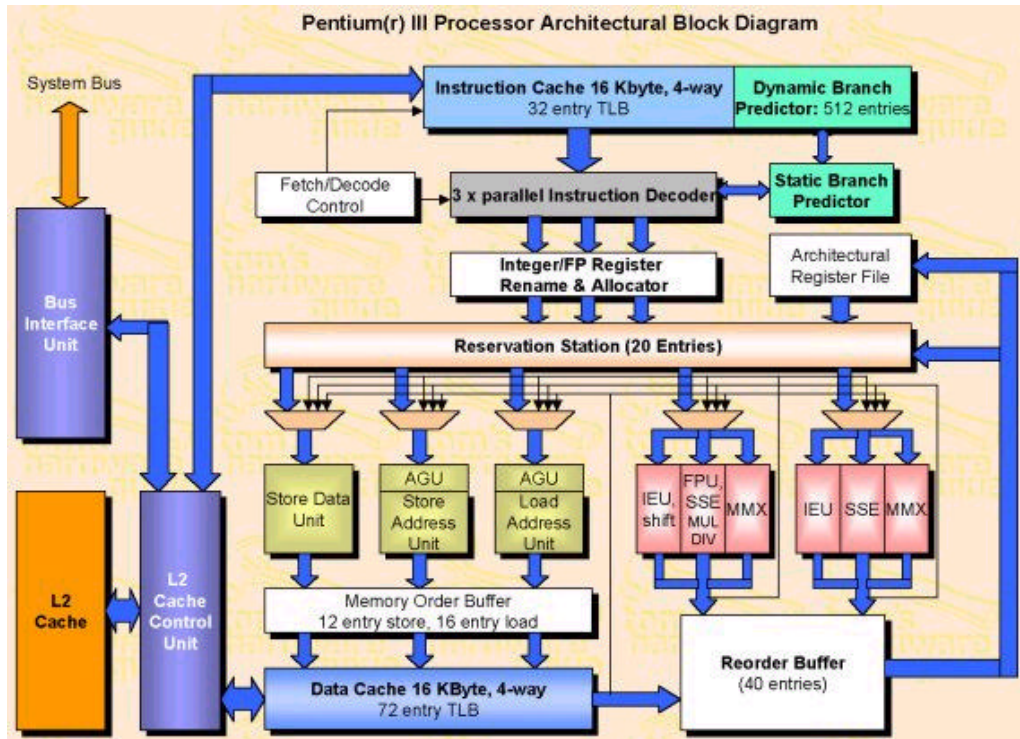 Pentium(r) III Processor Architectural Block Diagram
System Bus
Instruction Cache 16 Kbyte, 4-way
32 entry TLB
Dynamic Branch
Predictor: 512 entries
Fetch/Decode
Control
3 x parallel Instruction Decoder
Static Branch
Predictor
Integer/FP Register
Rename & Allocator
Architectural
Register File
Bus
Interface
Unit
Reservation Station (20 Entries)
Store Data
Unit
AGU
Store
Address
Unit
AGU
Load
Address
Unit
IEU,
shift
FPU,
SSE
MUL
DIV
MMX
IEU
SSE
MMX
L2
Cache
L2
Cache
Control
Unit
Memory Order Buffer
12 entry store, 16 entry load
Reorder Buffer
(40 entries)
Data Cache 16 KByte, 4-way
72 entry TLB